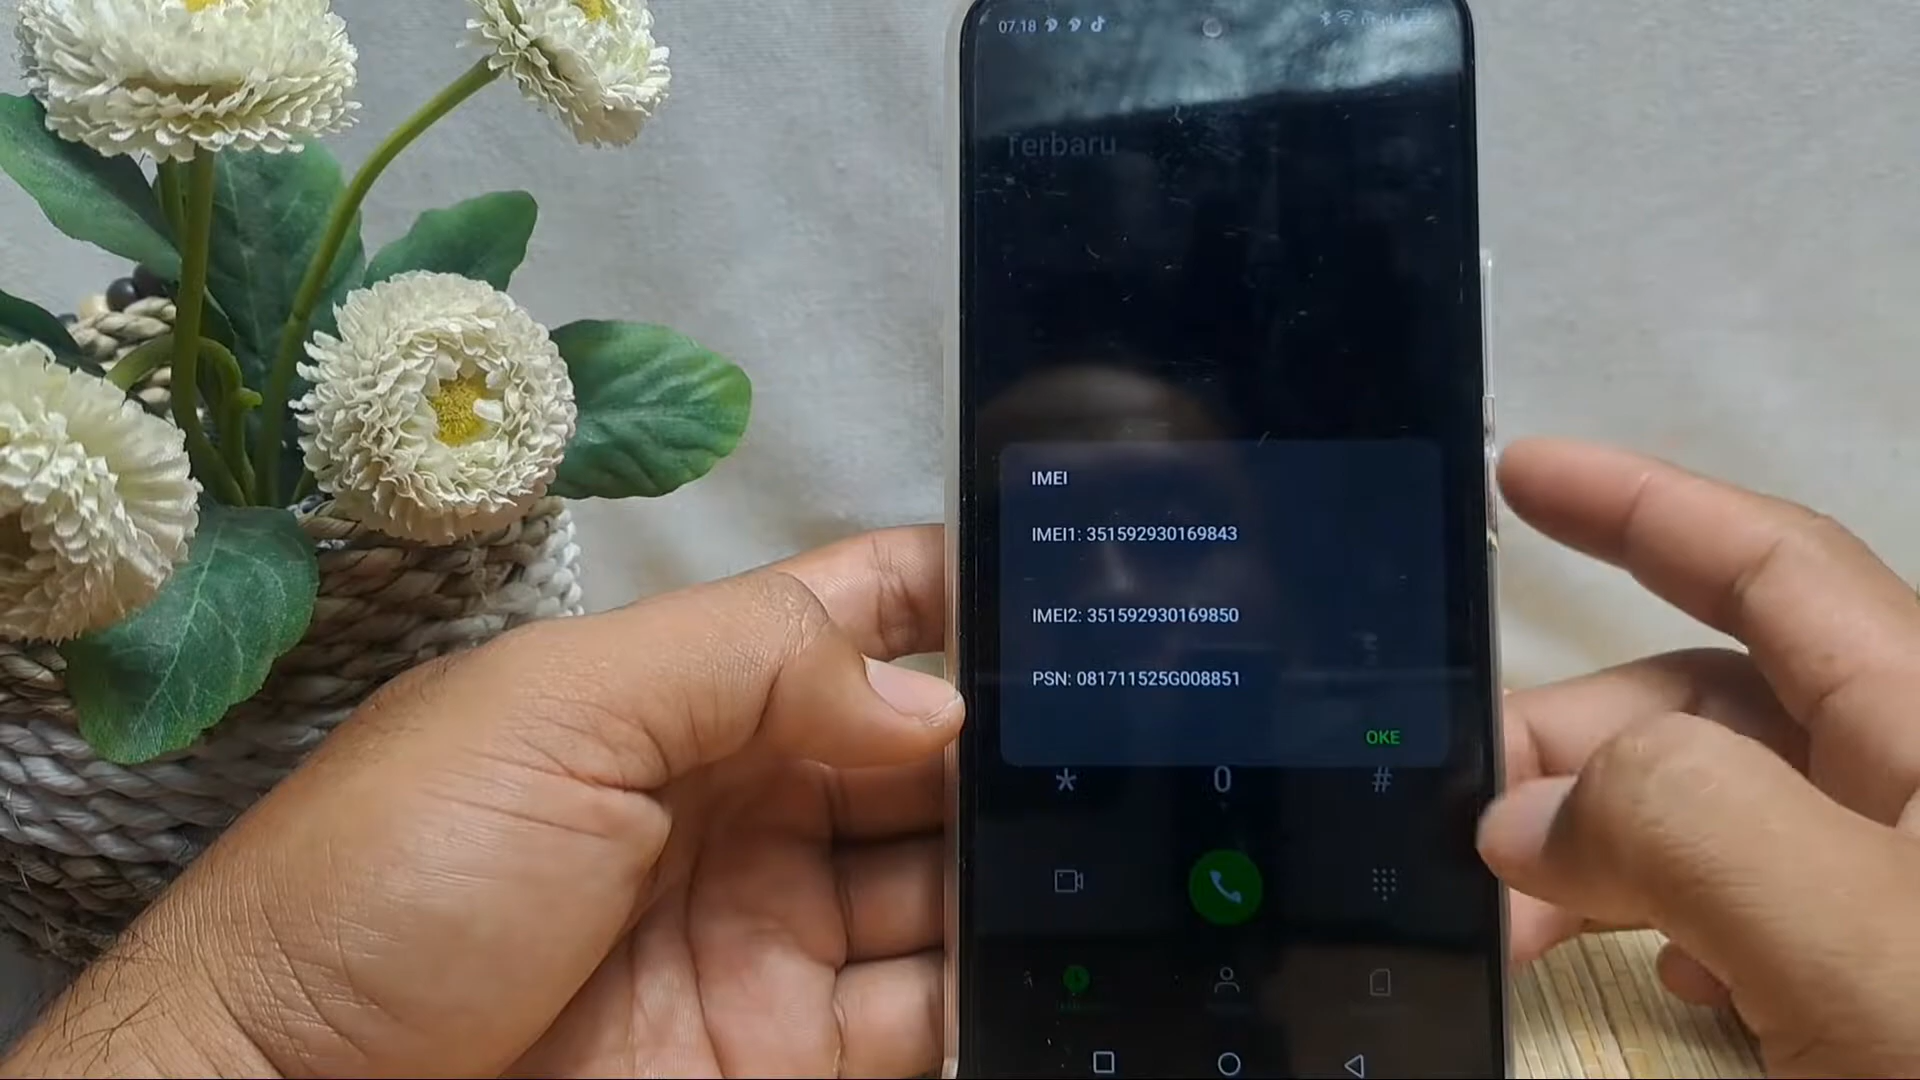 07.18
Terbaru
IMEI
IMEI1: 351592930169843
IMEI2: 351592930169850
PSN: 081711525G008851
OKE
* 0 #